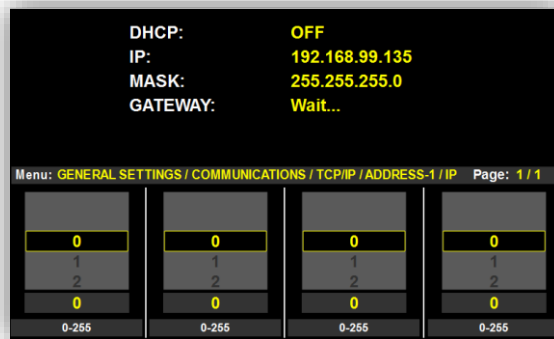 DHCP: OFF
IP: 192.168.99.135
MASK: 255.255.255.0
GATEWAY: Wait...
Menu: GENERAL SETTINGS / COMMUNICATIONS / TCP/IP / ADDRESS-1 / IP Page: 1 / 1
0 0 0 0
1 1 1 1
2 2 2 2
0 0 0 0
0-255 0-255 0-255 0-255